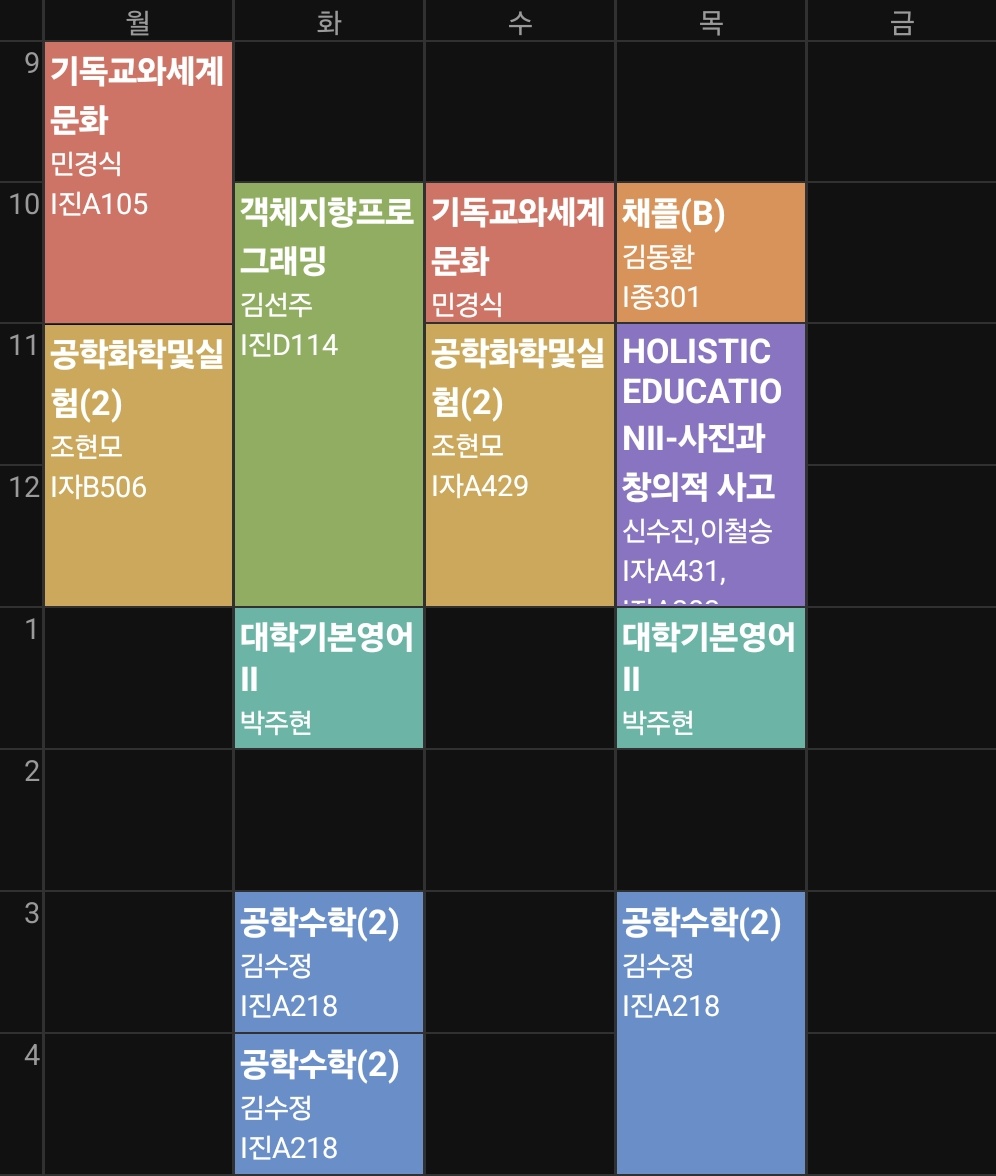 월 화 수 목 금
9
기독교와세계
문화
민경식
I진A105
10
객체지향프로
그래밍
김선주
I진D114
기독교와세계
문화
민경식
채플(B)
김동환
I종301
11
공학화학및실
험(2)
조현모
I자B506
공학화학및실
험(2)
조현모
I자A429
HOLISTIC
EDUCATIO
NII-사진과
창의적 사고
신수진,이철승
I자A431,
12
1
대학기본영어
II
박주현
대학기본영어
II
박주현
2
3
공학수학(2)
김수정
I진A218
공학수학(2)
김수정
I진A218
4
공학수학(2)
김수정
I진A218